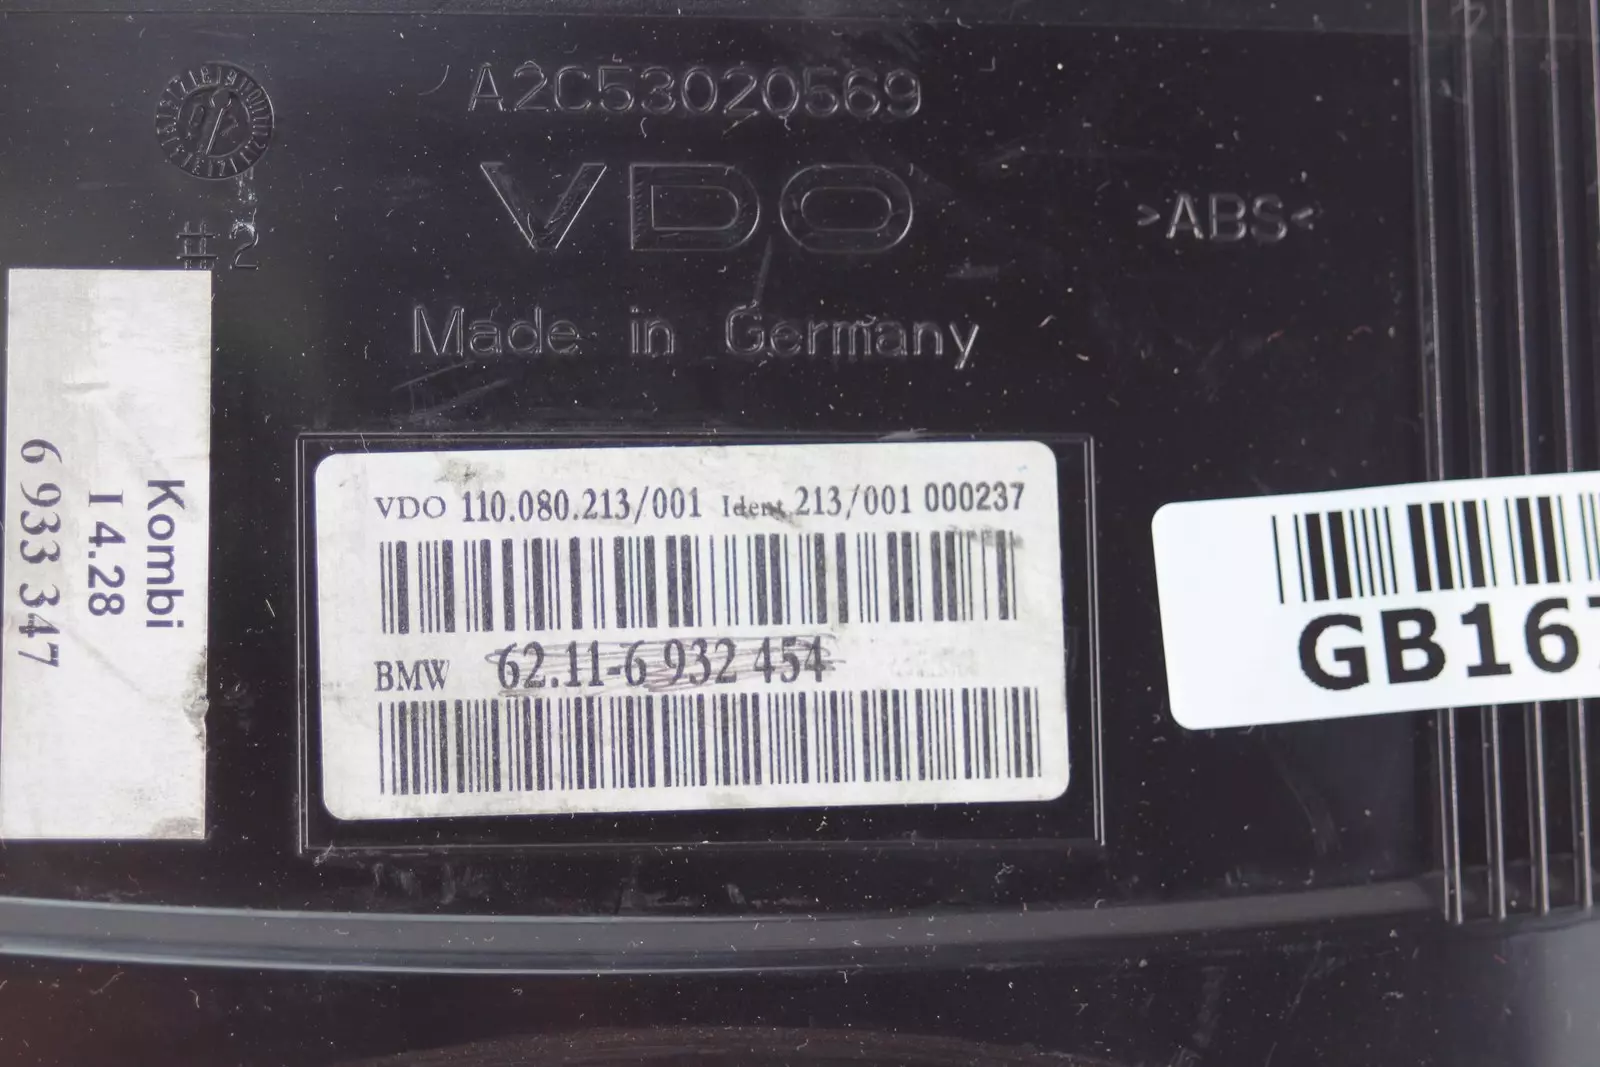 A2C53020569
VDO
>ABS<
#2
Made in Germany
Kombi
I 4.28
6 933 347
VDO 110.080.213/001 Ident. 213/001 000237
BMW 62.11-6 932 454
GB16